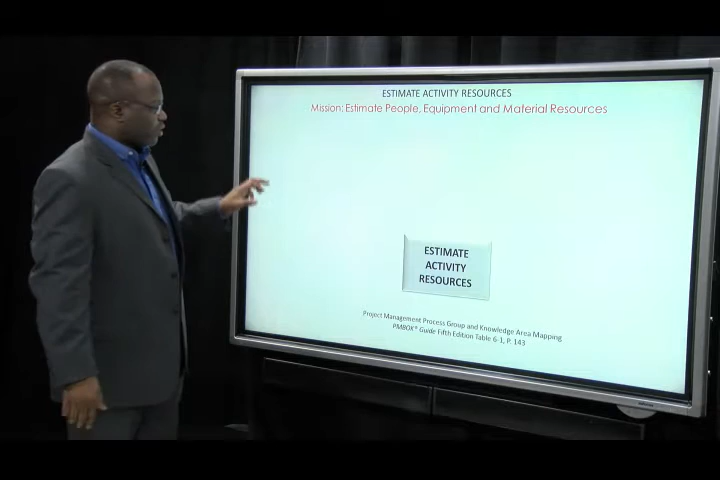 ESTIMATE ACTIVITY RESOURCES
Mission: Estimate People, Equipment and Material Resources
ESTIMATE
ACTIVITY
RESOURCES
Project Management Process Group and Knowledge Area Mapping
PMBOK® Guide Fifth Edition Table 6-1, P. 143